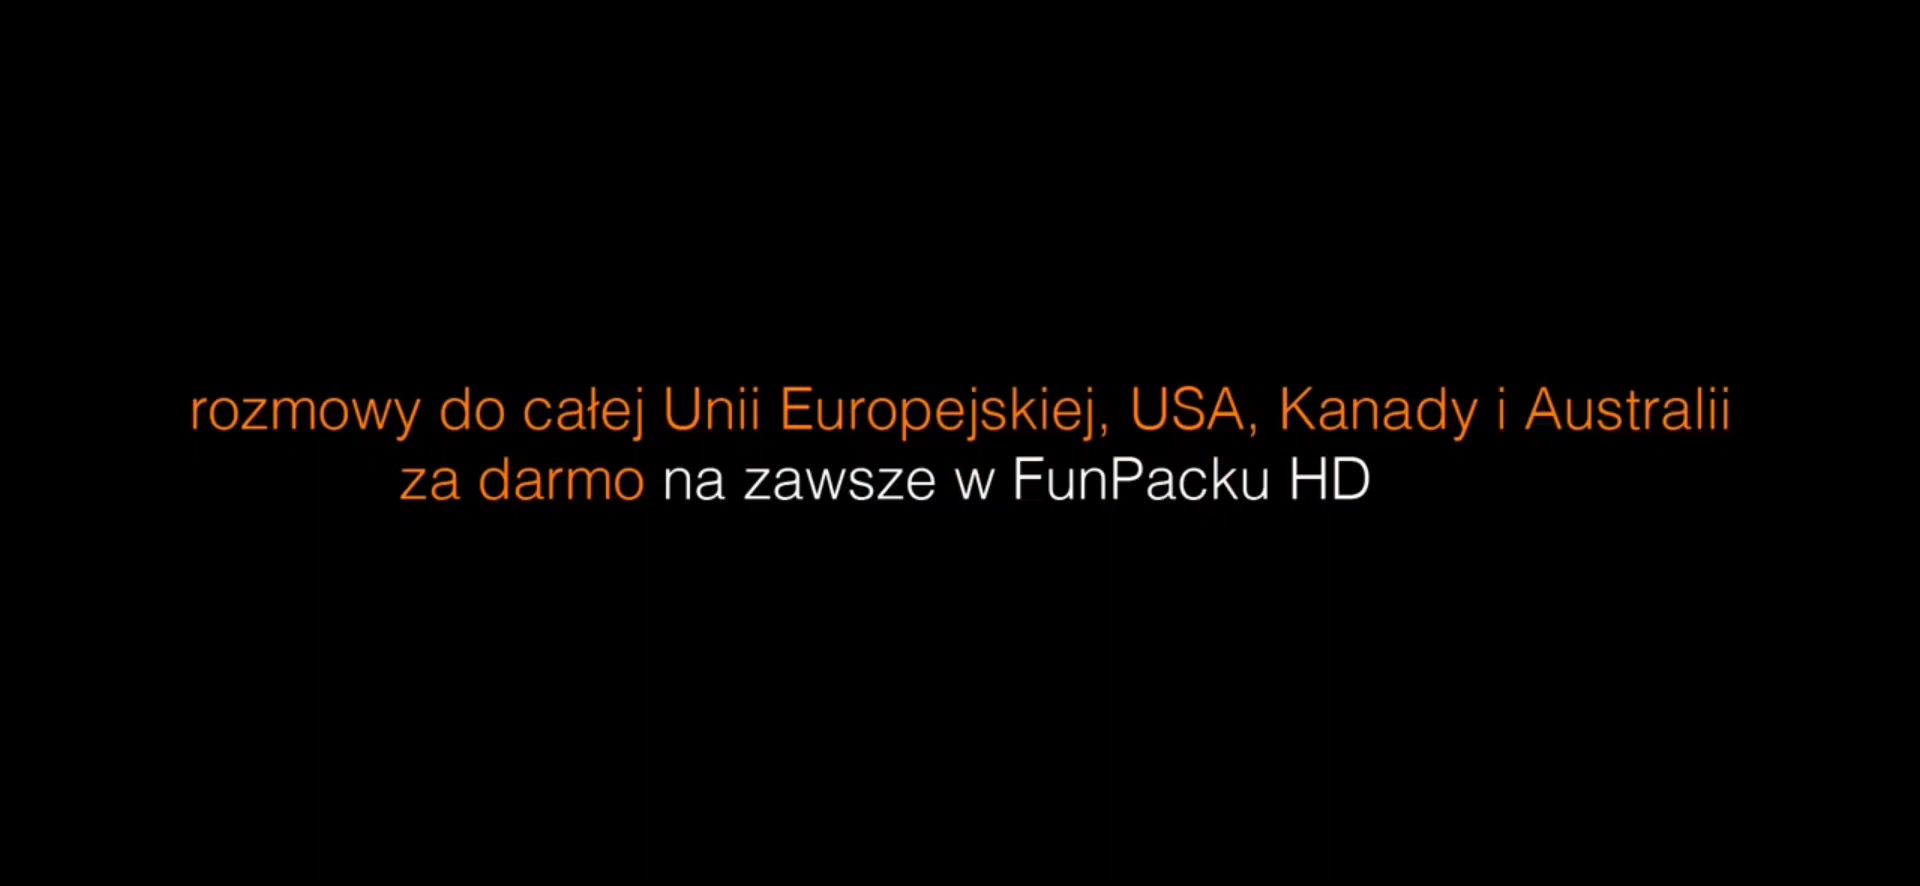 rozmowy do całej Unii Europejskiej, USA, Kanady i Australii
za darmo na zawsze w FunPacku HD